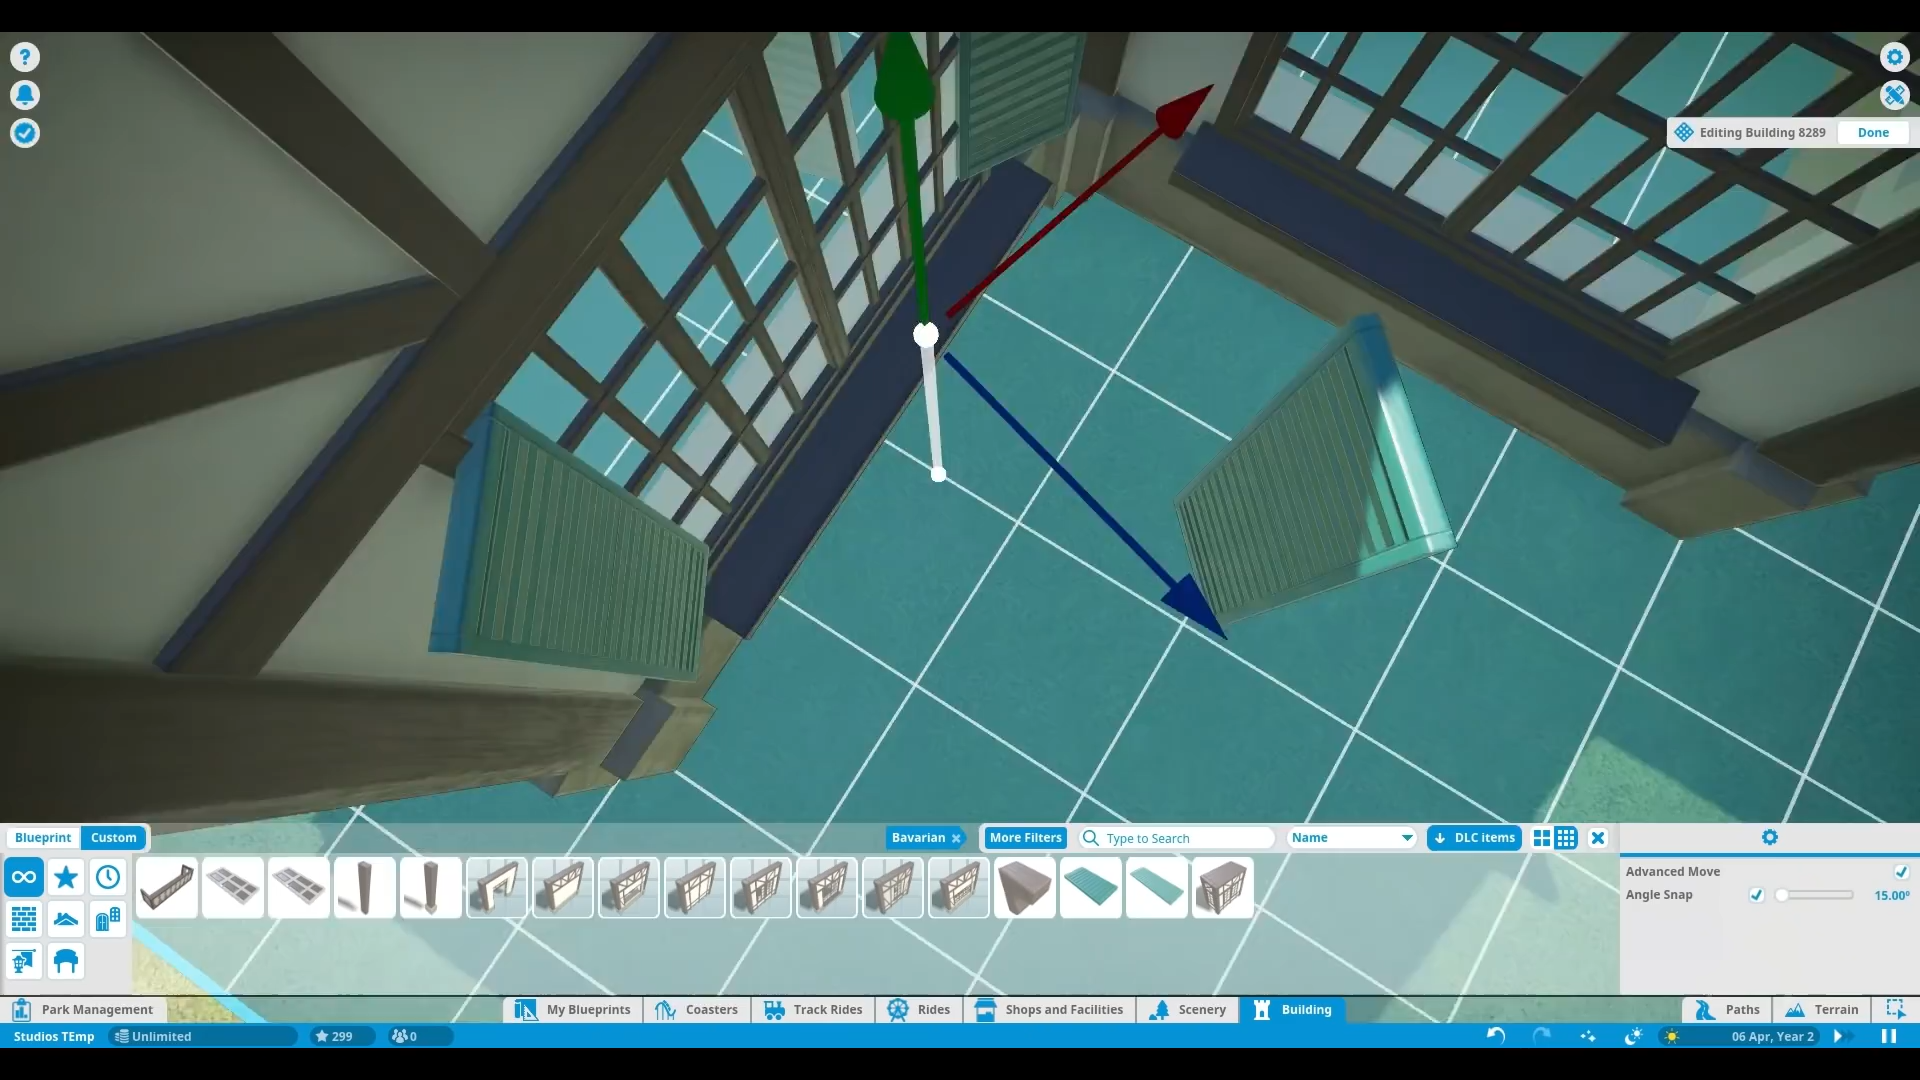 ?
Editing Building 8289 Done
Blueprint Custom
Bavarian
More Filters
Type to Search
Name
DLC items
Advanced Move
Angle Snap 15.00°
Park Management
My Blueprints
Coasters
Track Rides
Rides
Shops and Facilities
Scenery
Building
Paths
Terrain
Studios TEmp
Unlimited
299
0
06 Apr, Year 2